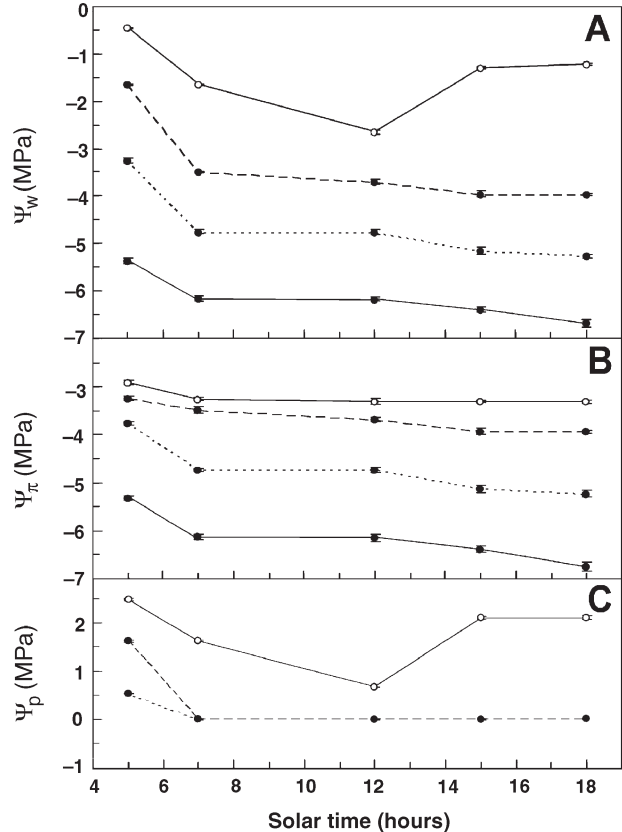 A
0
–1
–2
–3
–4
–5
–6
–7
Ψw (MPa)
B
–3
–4
–5
–6
–7
Ψπ (MPa)
C
2
1
0
–1
Ψp (MPa)
4 6 8 10 12 14 16 18
Solar time (hours)